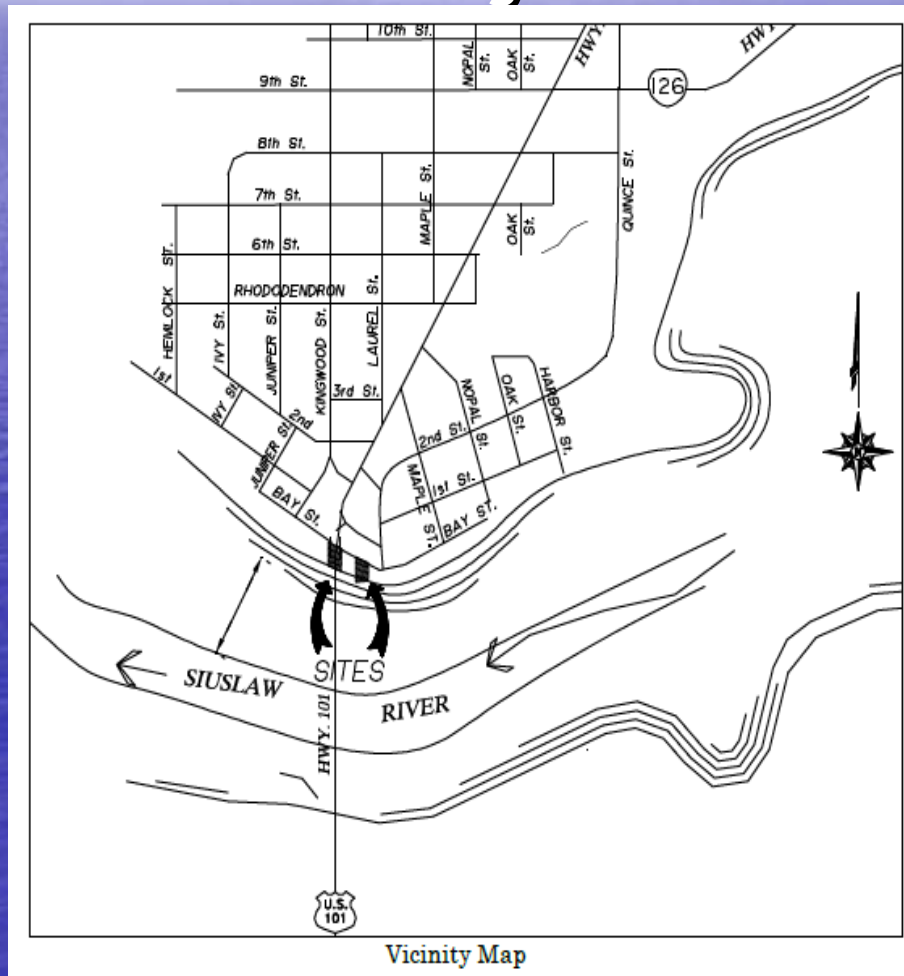 10th St.
HWY.
HWY.
NOPAL St.
OAK St.
9th St.
126
8th St.
MAPLE St.
QUINCE St.
7th St.
OAK St.
6th St.
HEMLOCK ST.
RHODODENDRON
LAUREL St.
IVY St.
JUNIPER St.
KINGWOOD St.
1st
3rd St.
IVY St.
2nd
NOPAL St.
OAK St.
HARBOR St.
2nd St.
JUNIPER St.
MAPLE ST.
1st St.
BAY St.
BAY ST.
N
SITES
SIUSLAW
RIVER
HWY. 101
U.S.
101
Vicinity Map